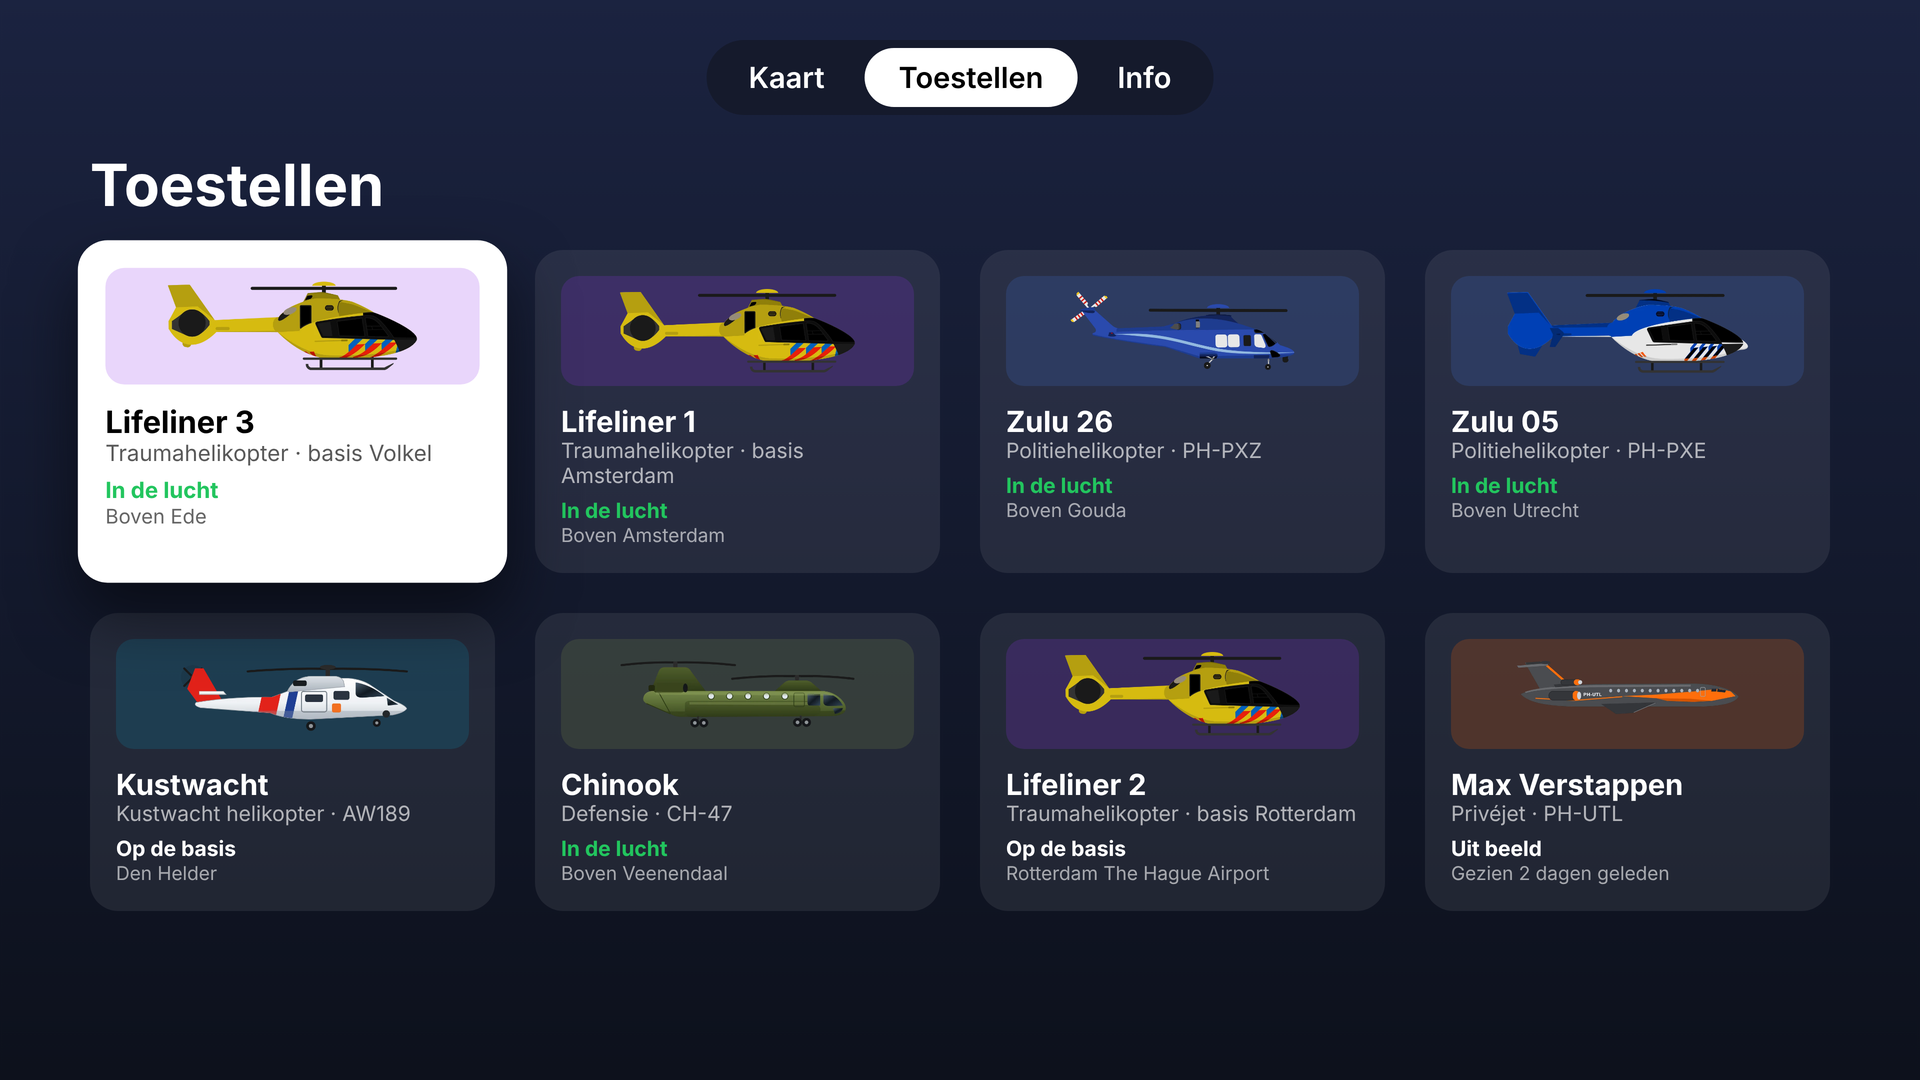 Kaart
Toestellen
Info
Toestellen
Lifeliner 3
Traumahelikopter · basis Volkel
In de lucht
Boven Ede
Lifeliner 1
Traumahelikopter · basis
Amsterdam
In de lucht
Boven Amsterdam
Zulu 26
Politiehelikopter · PH-PXZ
In de lucht
Boven Gouda
Zulu 05
Politiehelikopter · PH-PXE
In de lucht
Boven Utrecht
Kustwacht
Kustwacht helikopter · AW189
Op de basis
Den Helder
Chinook
Defensie · CH-47
In de lucht
Boven Veenendaal
Lifeliner 2
Traumahelikopter · basis Rotterdam
Op de basis
Rotterdam The Hague Airport
PH-UTL
Max Verstappen
Privéjet · PH-UTL
Uit beeld
Gezien 2 dagen geleden